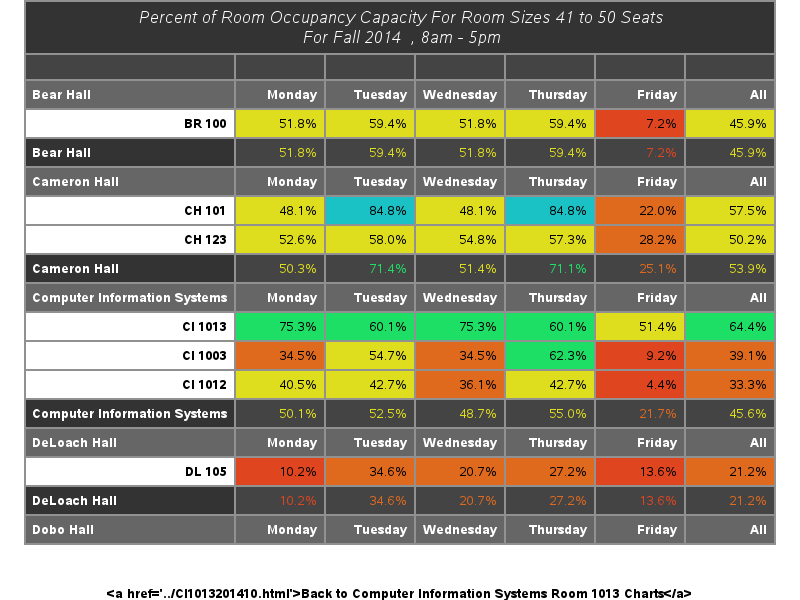 Percent of Room Occupancy Capacity For Room Sizes 41 to 50 Seats
For Fall 2014 , 8am - 5pm
Bear Hall Monday Tuesday Wednesday Thursday Friday All
BR 100 51.8% 59.4% 51.8% 59.4% 7.2% 45.9%
Bear Hall 51.8% 59.4% 51.8% 59.4% 7.2% 45.9%
Cameron Hall Monday Tuesday Wednesday Thursday Friday All
CH 101 48.1% 84.8% 48.1% 84.8% 22.0% 57.5%
CH 123 52.6% 58.0% 54.8% 57.3% 28.2% 50.2%
Cameron Hall 50.3% 71.4% 51.4% 71.1% 25.1% 53.9%
Computer Information Systems Monday Tuesday Wednesday Thursday Friday All
CI 1013 75.3% 60.1% 75.3% 60.1% 51.4% 64.4%
CI 1003 34.5% 54.7% 34.5% 62.3% 9.2% 39.1%
CI 1012 40.5% 42.7% 36.1% 42.7% 4.4% 33.3%
Computer Information Systems 50.1% 52.5% 48.7% 55.0% 21.7% 45.6%
DeLoach Hall Monday Tuesday Wednesday Thursday Friday All
DL 105 10.2% 34.6% 20.7% 27.2% 13.6% 21.2%
DeLoach Hall 10.2% 34.6% 20.7% 27.2% 13.6% 21.2%
Dobo Hall Monday Tuesday Wednesday Thursday Friday All
&lt;a href='../CI1013201410.html'&gt;Back to Computer Information Systems Room 1013 Charts&lt;/a&gt;